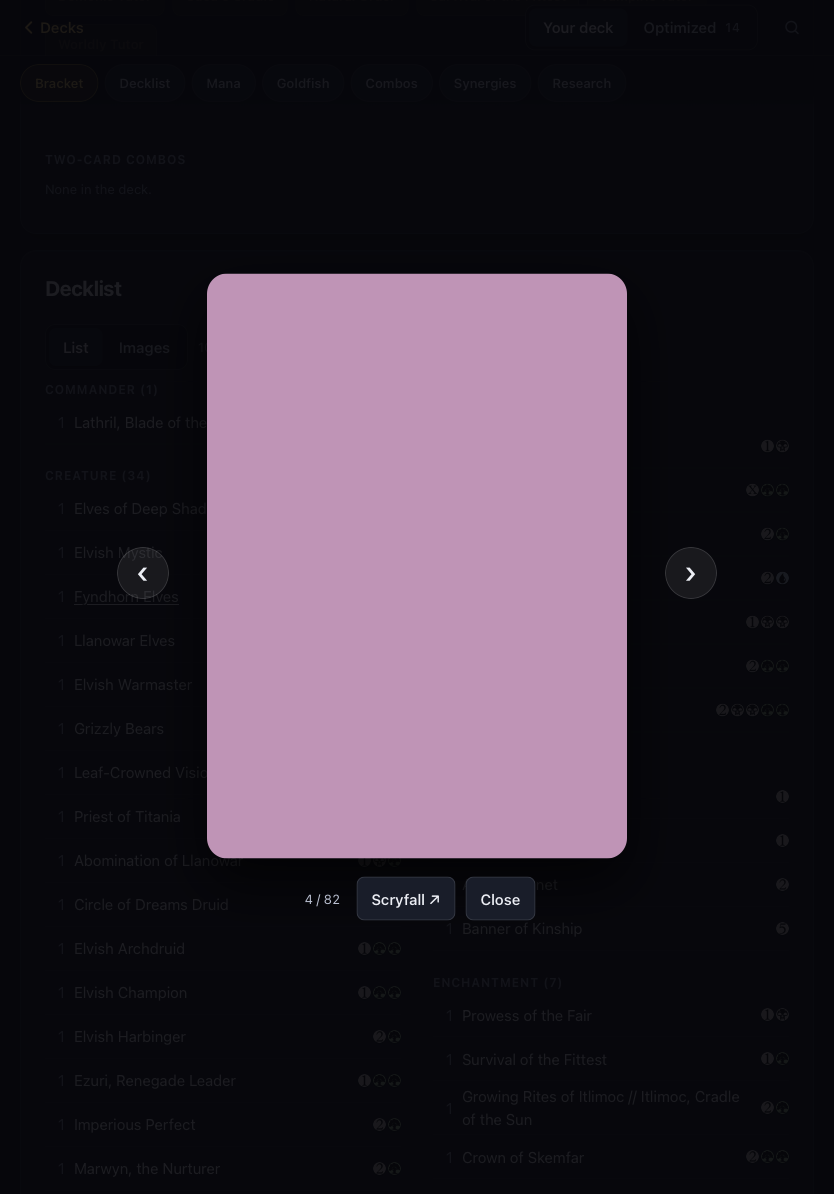 Decks
Your deck
Optimized 14
Worldly Tutor
Bracket
Decklist
Mana
Goldfish
Combos
Synergies
Research
TWO-CARD COMBOS
None in the deck.
Decklist
List
Images
COMMANDER (1)
1 Lathril, Blade of the
CREATURE (34)
1 Elves of Deep Shad
1 Elvish Mystic
1 Fyndhorn Elves
1 Llanowar Elves
1 Elvish Warmaster
1 Grizzly Bears
1 Leaf-Crowned Visio
1 Priest of Titania
1 Abomination of Llanowar
1 Circle of Dreams Druid
1 Elvish Archdruid
1 Elvish Champion
1 Elvish Harbinger
1 Ezuri, Renegade Leader
1 Imperious Perfect
1 Marwyn, the Nurturer
4 / 82
Scryfall ↗
Close
1 Banner of Kinship
ENCHANTMENT (7)
1 Prowess of the Fair
1 Survival of the Fittest
1 Growing Rites of Itlimoc // Itlimoc, Cradle
of the Sun
1 Crown of Skemfar